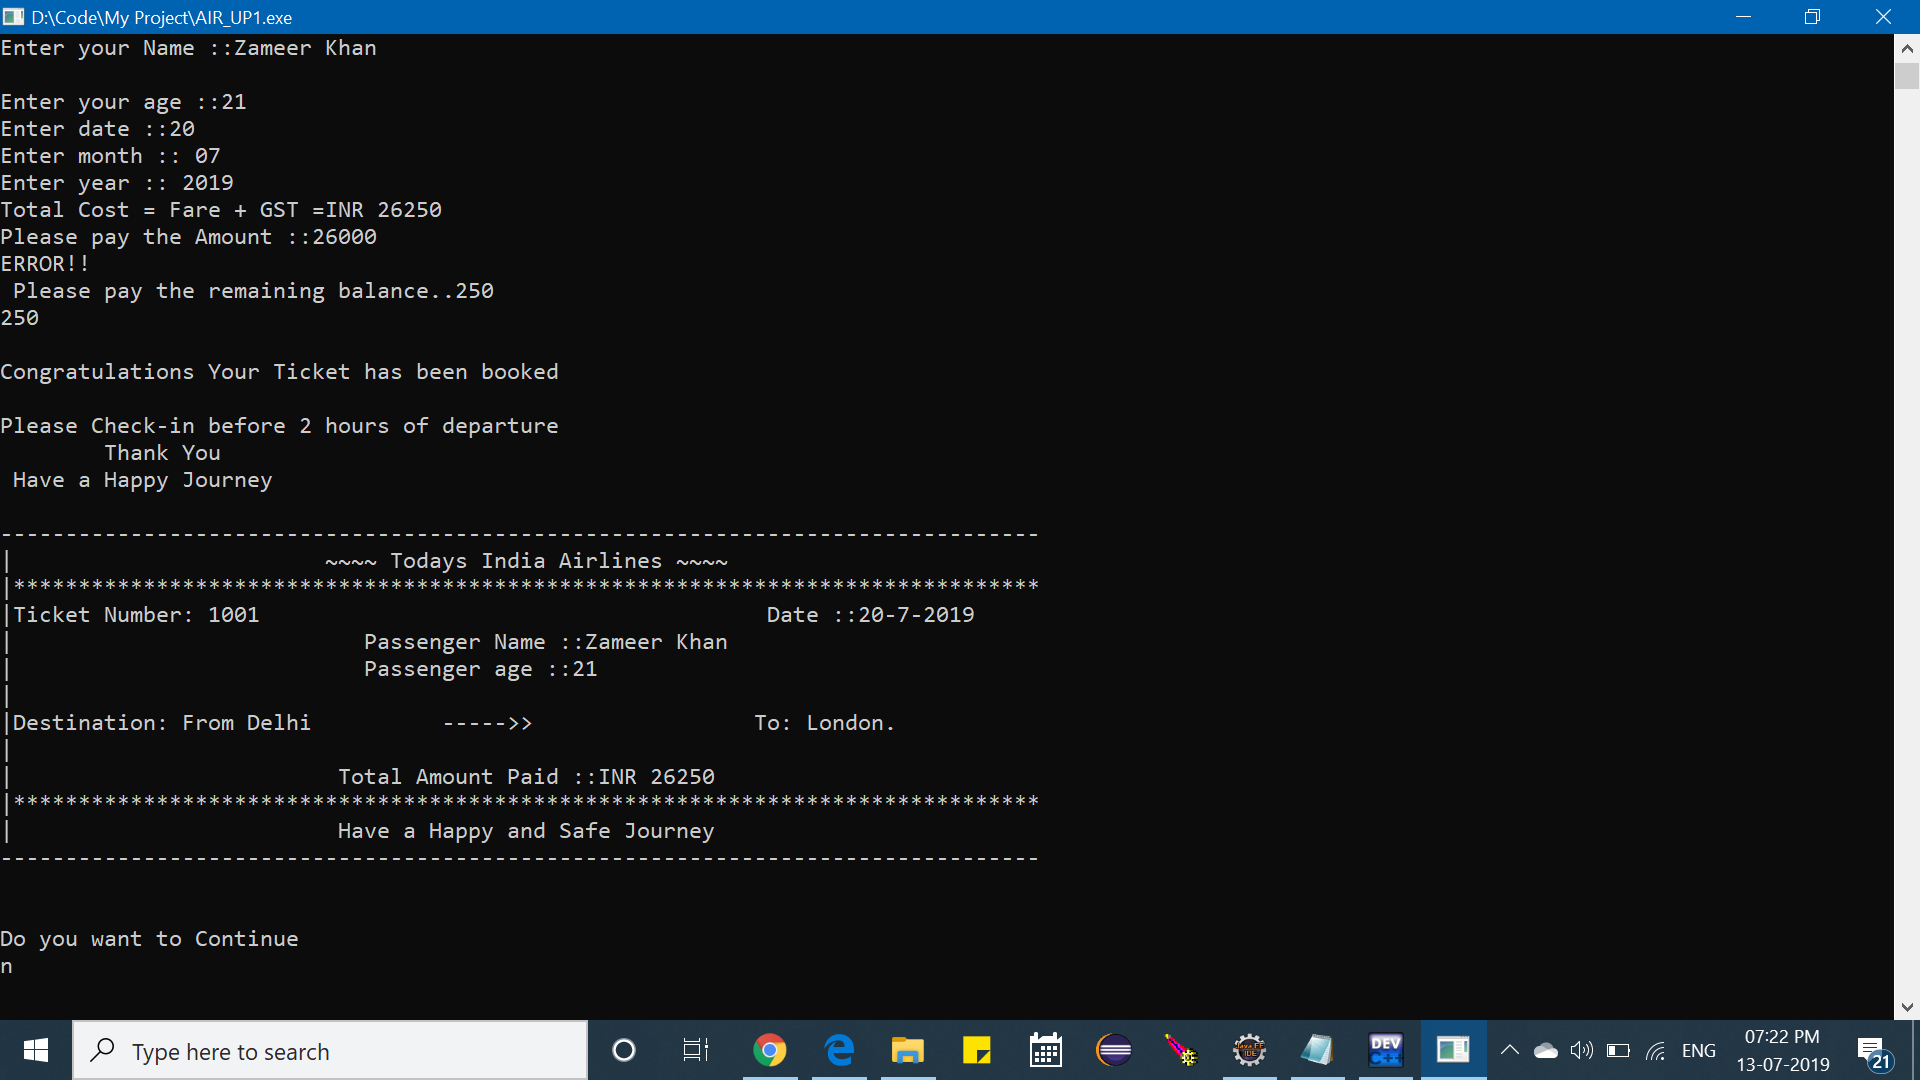 D:\Code\My Project\AIR_UP1.exe
Enter your Name ::Zameer Khan
Enter your age ::21
Enter date ::20
Enter month :: 07
Enter year :: 2019
Total Cost = Fare + GST =INR 26250
Please pay the Amount ::26000
ERROR!!
 Please pay the remaining balance..250
250
Congratulations Your Ticket has been booked
Please Check-in before 2 hours of departure
        Thank You
 Have a Happy Journey
--------------------------------------------------------------------------------
|                        ~~~~ Todays India Airlines ~~~~
|*******************************************************************************
|Ticket Number: 1001                                       Date ::20-7-2019
|                           Passenger Name ::Zameer Khan
|                           Passenger age ::21
|
|Destination: From Delhi          ----->>                 To: London.
|
|                         Total Amount Paid ::INR 26250
|*******************************************************************************
|                         Have a Happy and Safe Journey
--------------------------------------------------------------------------------
Do you want to Continue
n
Type here to search
Java EE IDE
DEV C++
ENG
07:22 PM
13-07-2019
21